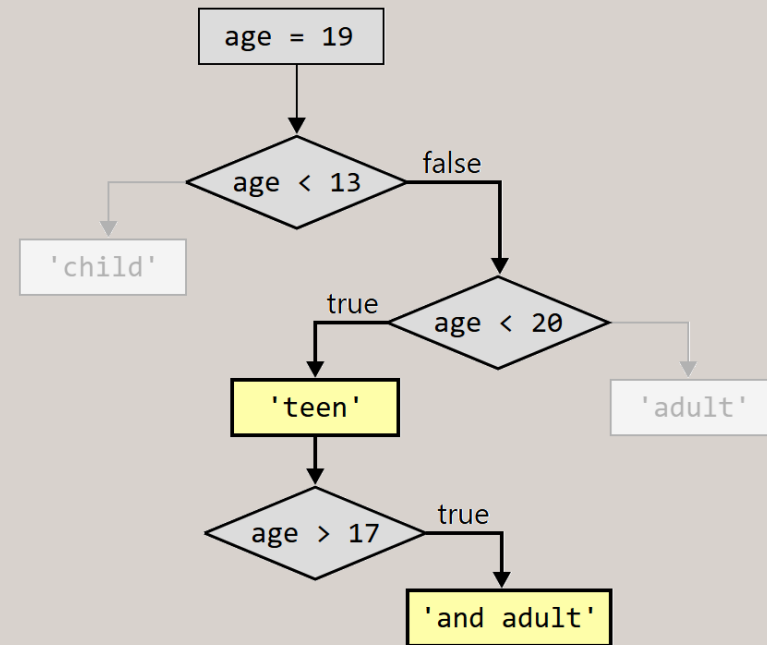 age = 19
age < 13
false
'child'
true
age < 20
'teen'
'adult'
age > 17
true
'and adult'